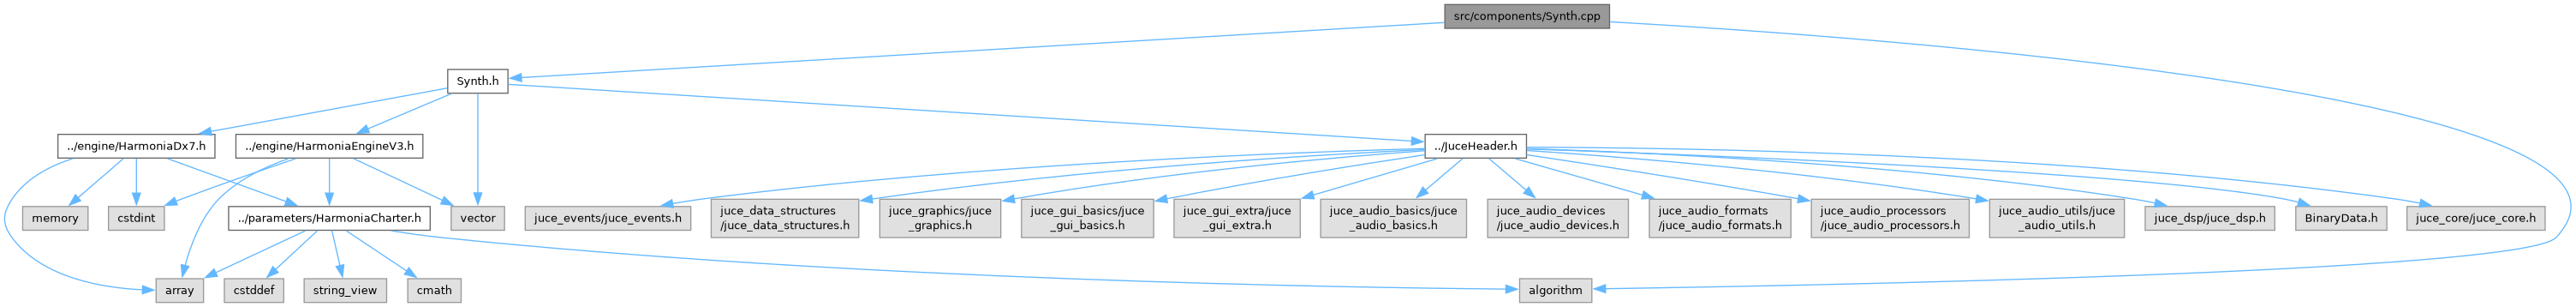 src/components/Synth.cpp
Synth.h
../engine/HarmoniaDx7.h
../engine/HarmoniaEngineV3.h
../JuceHeader.h
memory
cstdint
../parameters/HarmoniaCharter.h
vector
juce_events/juce_events.h
juce_data_structures
/juce_data_structures.h
juce_graphics/juce
_graphics.h
juce_gui_basics/juce
_gui_basics.h
juce_gui_extra/juce
_gui_extra.h
juce_audio_basics/juce
_audio_basics.h
juce_audio_devices
/juce_audio_devices.h
juce_audio_formats
/juce_audio_formats.h
juce_audio_processors
/juce_audio_processors.h
juce_audio_utils/juce
_audio_utils.h
juce_dsp/juce_dsp.h
BinaryData.h
juce_core/juce_core.h
array
cstddef
string_view
cmath
algorithm